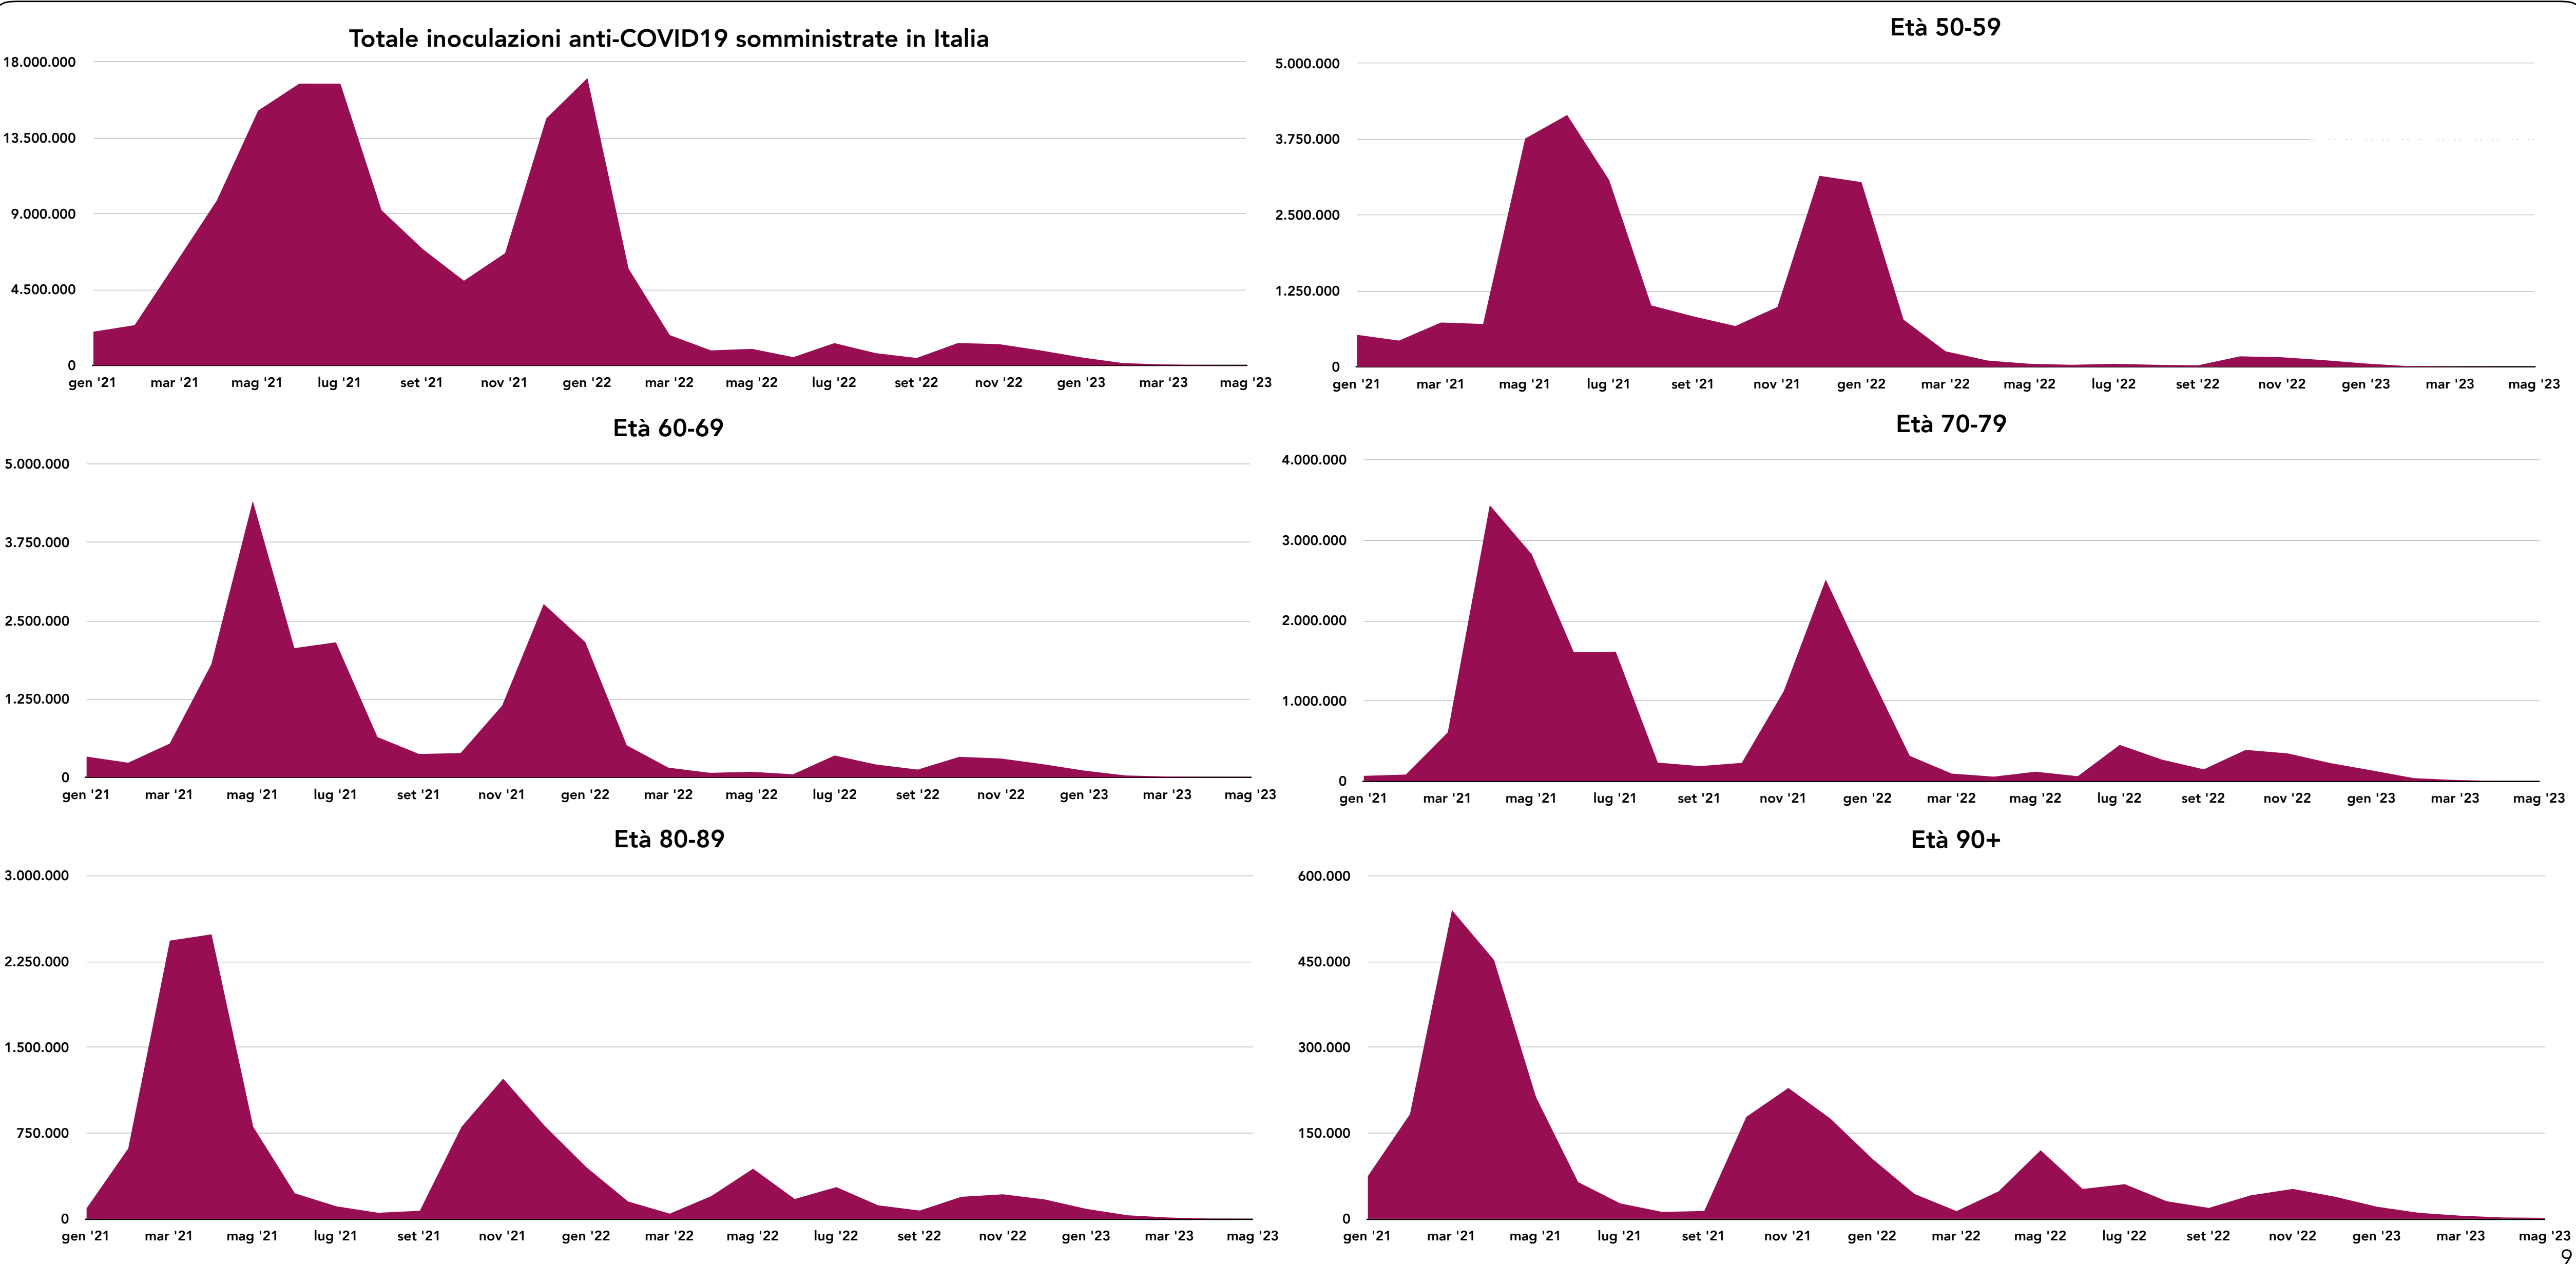 Totale inoculazioni anti-COVID19 somministrate in Italia
18.000.000
13.500.000
9.000.000
4.500.000
0
gen '21 mar '21 mag '21 lug '21 set '21 nov '21 gen '22 mar '22 mag '22 lug '22 set '22 nov '22 gen '23 mar '23 mag '23
Età 50-59
5.000.000
3.750.000
2.500.000
1.250.000
0
gen '21 mar '21 mag '21 lug '21 set '21 nov '21 gen '22 mar '22 mag '22 lug '22 set '22 nov '22 gen '23 mar '23 mag '23
Età 60-69
5.000.000
3.750.000
2.500.000
1.250.000
0
gen '21 mar '21 mag '21 lug '21 set '21 nov '21 gen '22 mar '22 mag '22 lug '22 set '22 nov '22 gen '23 mar '23 mag '23
Età 70-79
4.000.000
3.000.000
2.000.000
1.000.000
0
gen '21 mar '21 mag '21 lug '21 set '21 nov '21 gen '22 mar '22 mag '22 lug '22 set '22 nov '22 gen '23 mar '23 mag '23
Età 80-89
3.000.000
2.250.000
1.500.000
750.000
0
gen '21 mar '21 mag '21 lug '21 set '21 nov '21 gen '22 mar '22 mag '22 lug '22 set '22 nov '22 gen '23 mar '23 mag '23
Età 90+
600.000
450.000
300.000
150.000
0
gen '21 mar '21 mag '21 lug '21 set '21 nov '21 gen '22 mar '22 mag '22 lug '22 set '22 nov '22 gen '23 mar '23 mag '23
9